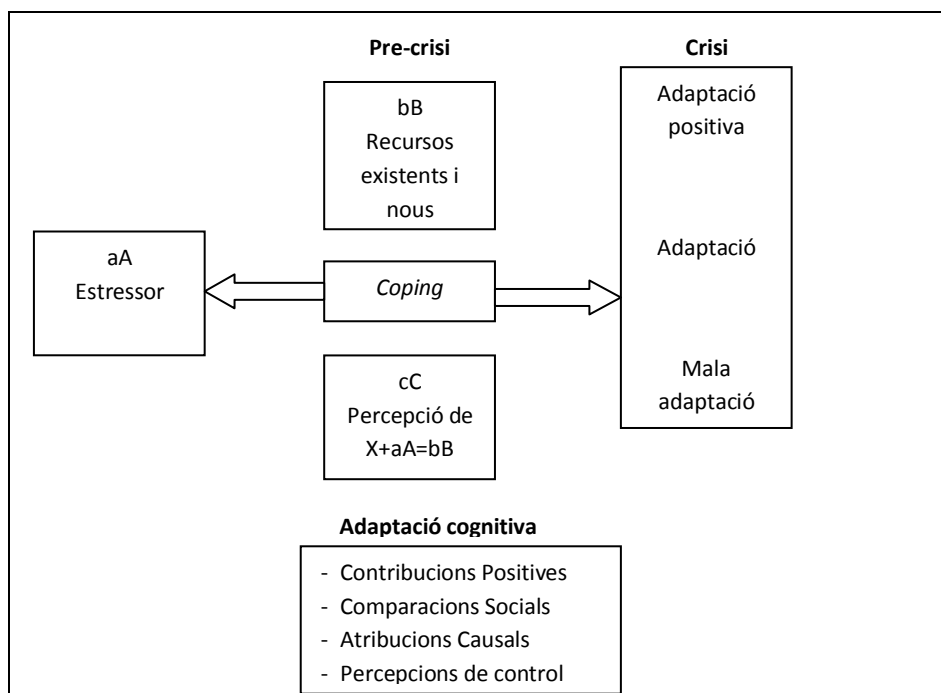 Pre-crisi
Crisi
bB
Recursos
existents i
nous
Adaptació
positiva
aA
Estressor
Coping
Adaptació
cC
Percepció de
X+aA=bB
Mala
adaptació
Adaptació cognitiva
- Contribucions Positives
- Comparacions Socials
- Atribucions Causals
- Percepcions de control